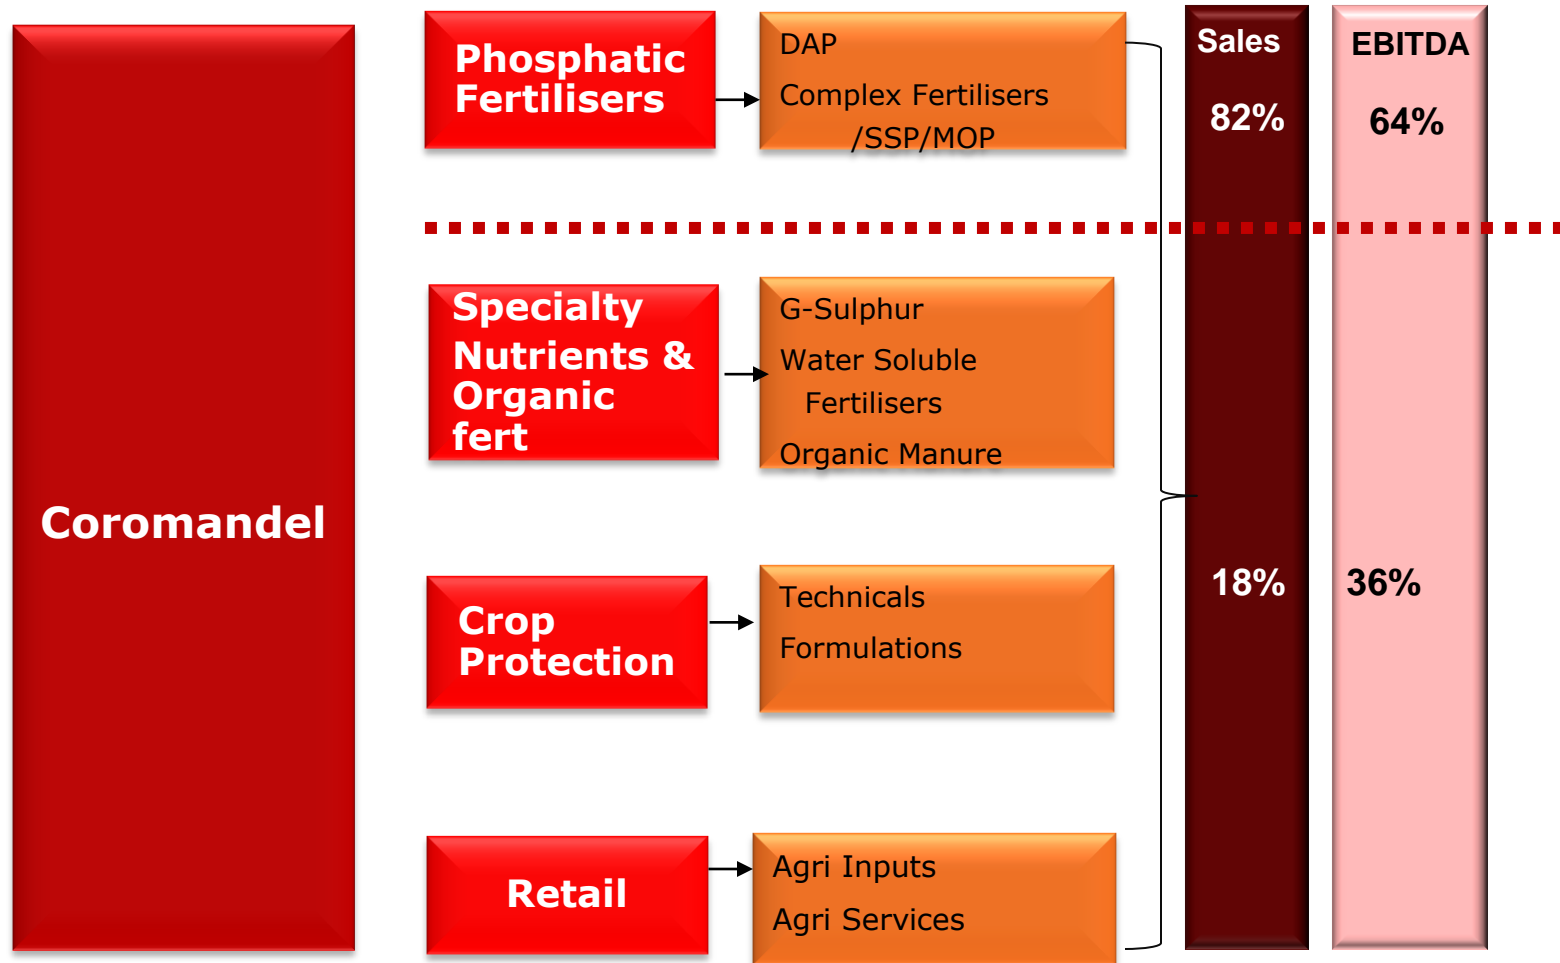 Coromandel
Phosphatic
Fertilisers
DAP
Complex Fertilisers
/SSP/MOP
Sales
82%
EBITDA
64%
Specialty
Nutrients &
Organic
fert
G-Sulphur
Water Soluble
Fertilisers
Organic Manure
Crop
Protection
Technicals
Formulations
18%
36%
Retail
Agri Inputs
Agri Services